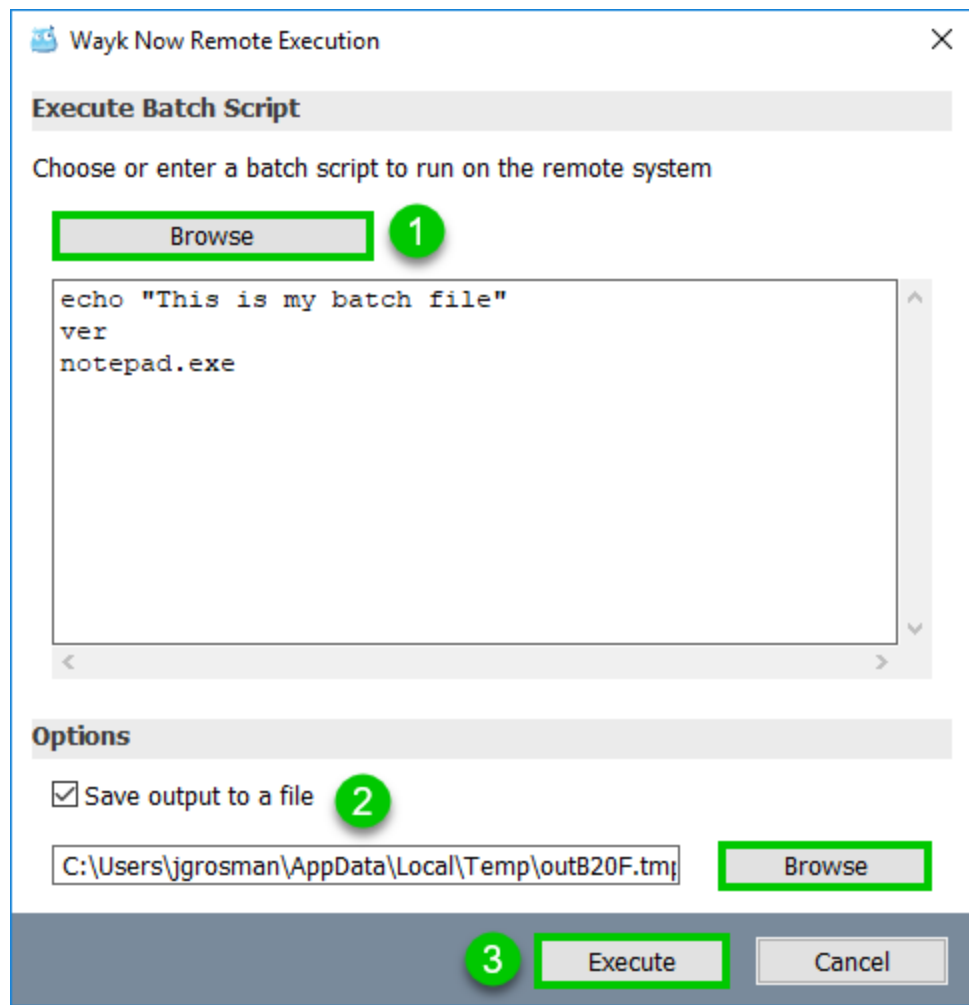 Wayk Now Remote Execution
Execute Batch Script
Choose or enter a batch script to run on the remote system
Browse
1
echo "This is my batch file"
ver
notepad.exe
Options
Save output to a file
2
C:\Users\jgrosman\AppData\Local\Temp\outB20F.tmp
Browse
3
Execute
Cancel